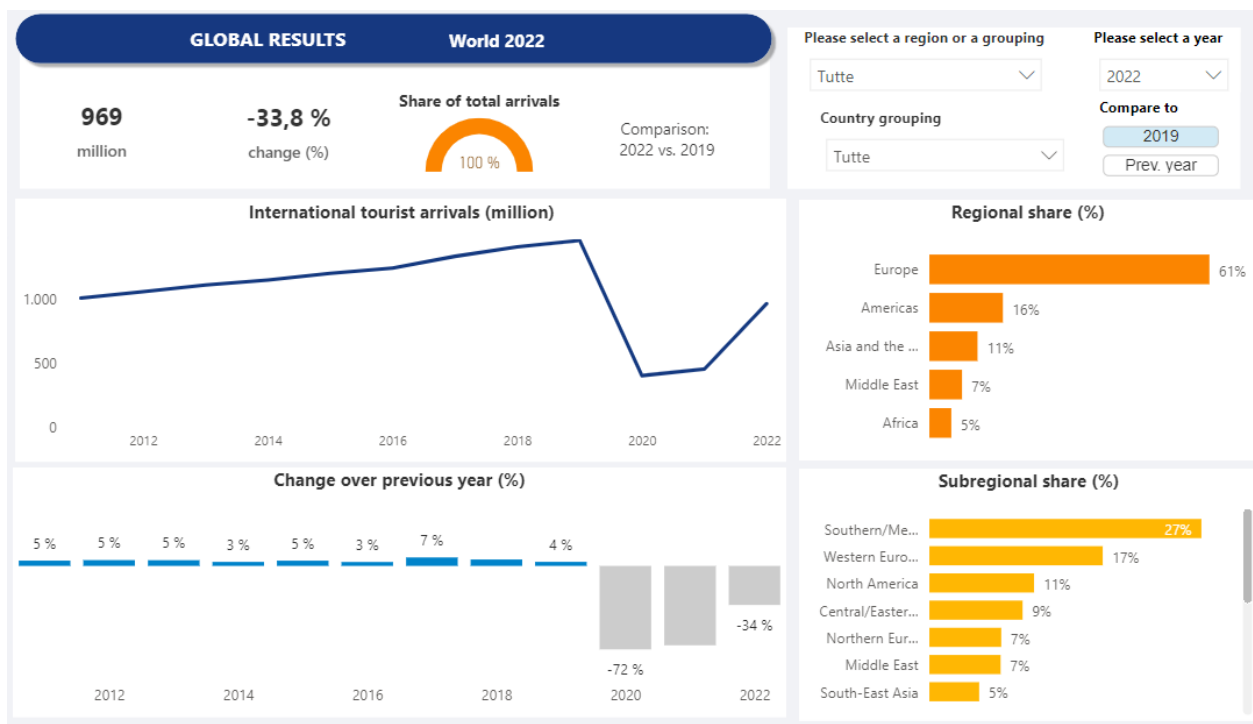 GLOBAL RESULTS World 2022
969
million
-33,8 %
change (%)
Share of total arrivals
100 %
Comparison:
2022 vs. 2019
Please select a region or a grouping
Tutte
Country grouping
Tutte
Please select a year
2022
Compare to
2019
Prev. year
International tourist arrivals (million)
1.000
500
0
2012 2014 2016 2018 2020 2022
Regional share (%)
Europe 61%
Americas 16%
Asia and the ... 11%
Middle East 7%
Africa 5%
Change over previous year (%)
5 % 5 % 5 % 3 % 5 % 3 % 7 % 4 %
-72 % -34 %
2012 2014 2016 2018 2020 2022
Subregional share (%)
Southern/Me... 27%
Western Euro... 17%
North America 11%
Central/Easter... 9%
Northern Eur... 7%
Middle East 7%
South-East Asia 5%